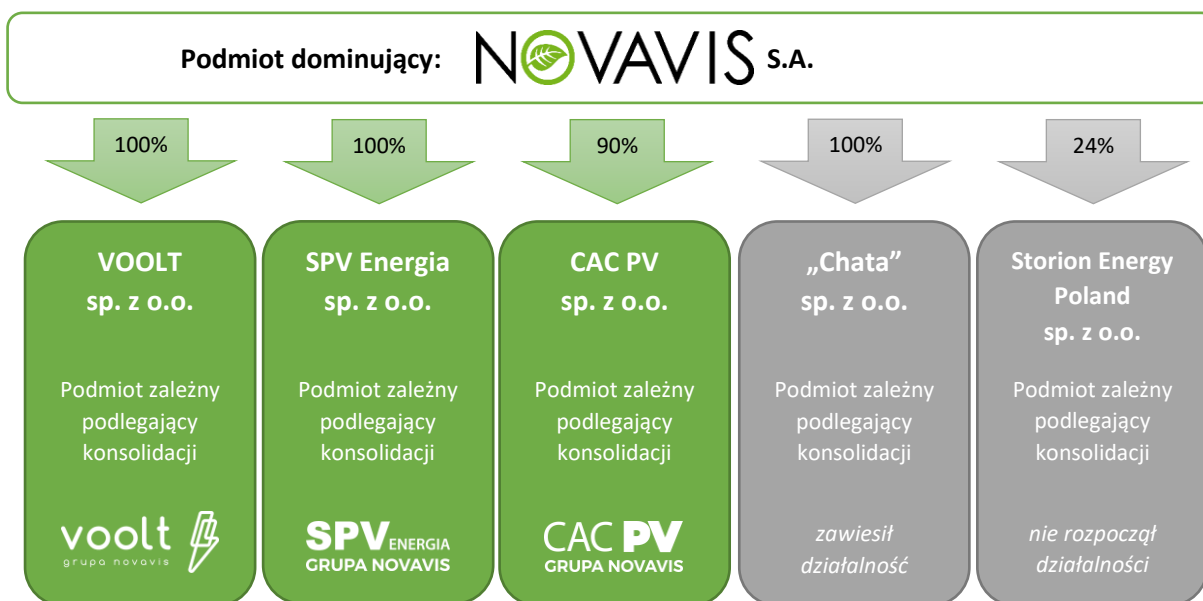 Podmiot dominujący: NOVAVIS S.A.
100%
100%
90%
100%
24%
VOOLT
sp. z o.o.
Podmiot zależny
podlegający
konsolidacji
voolt
grupa novavis
SPV Energia
sp. z o.o.
Podmiot zależny
podlegający
konsolidacji
SPV ENERGIA
GRUPA NOVAVIS
CAC PV
sp. z o.o.
Podmiot zależny
podlegający
konsolidacji
CAC PV
GRUPA NOVAVIS
„Chata”
sp. z o.o.
Podmiot zależny
podlegający
konsolidacji
zawiesił
działalność
Storion Energy
Poland
sp. z o.o.
Podmiot zależny
podlegający
konsolidacji
nie rozpoczął
działalności